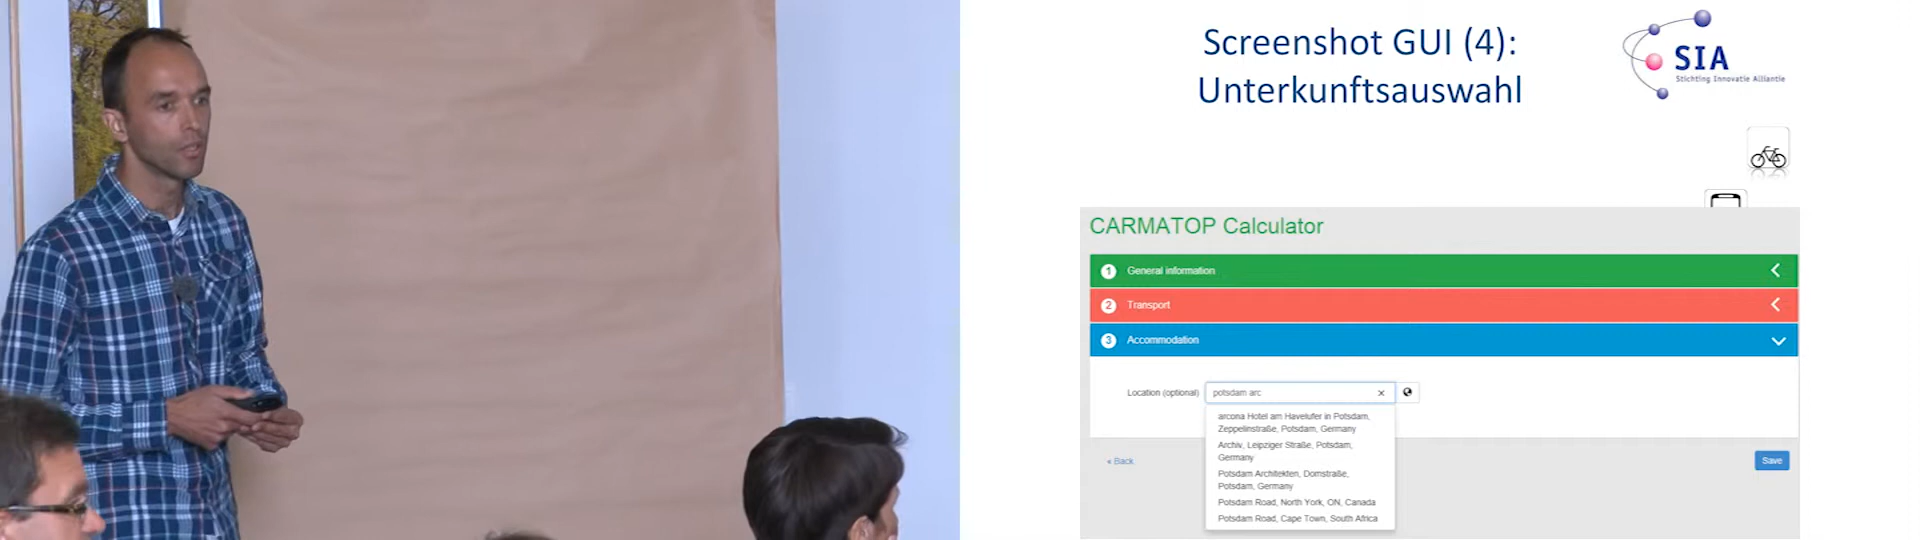 Screenshot GUI (4):
Unterkunftsauswahl
SIA
Stichting Innovatie Alliantie
CARMATOP Calculator
1 General information
2 Transport
3 Accommodation
Location (optional) potsdam arc
arcona Hotel am Havelufer in Potsdam,
Zeppelinstraße, Potsdam, Germany
Archiv, Leipziger Straße, Potsdam,
Germany
Potsdam Architekten, Domstraße,
Potsdam, Germany
Potsdam Road, North York, ON, Canada
Potsdam Road, Cape Town, South Africa
« Back
Save